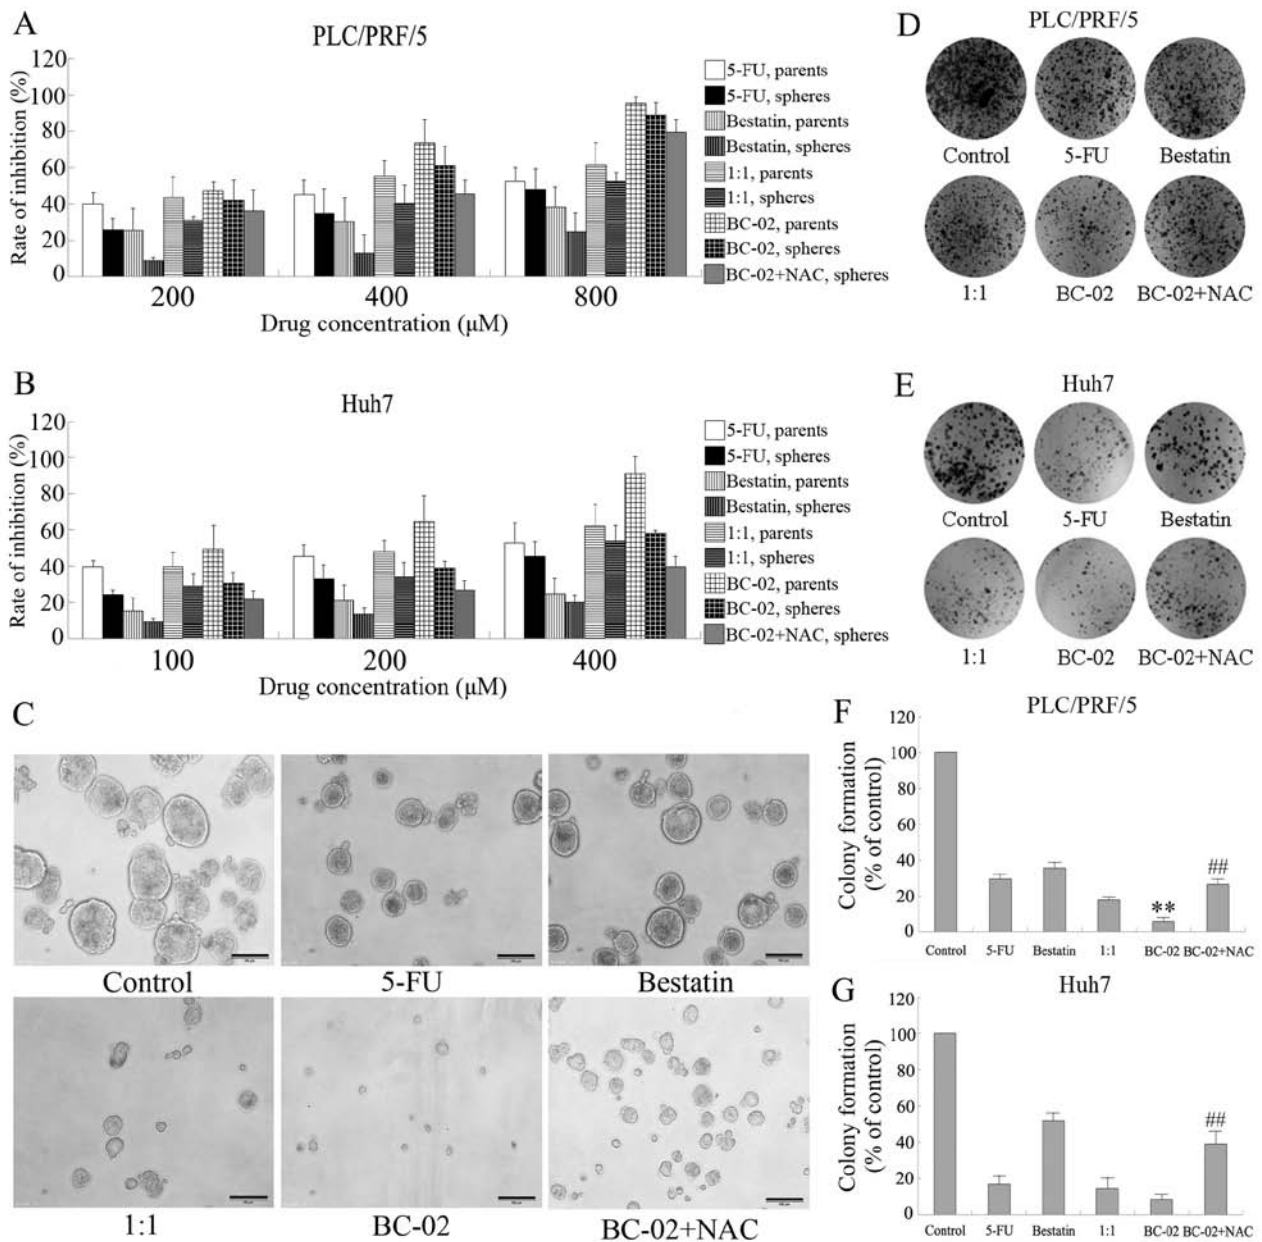 A
PLC/PRF/5
Rate of inhibition (%)
120
100
80
60
40
20
0
200
400
800
Drug concentration (μM)
5-FU, parents
5-FU, spheres
Bestatin, parents
Bestatin, spheres
1:1, parents
1:1, spheres
BC-02, parents
BC-02, spheres
BC-02+NAC, spheres
B
Huh7
Rate of inhibition (%)
120
100
80
60
40
20
0
100
200
400
Drug concentration (μM)
5-FU, parents
5-FU, spheres
Bestatin, parents
Bestatin, spheres
1:1, parents
1:1, spheres
BC-02, parents
BC-02, spheres
BC-02+NAC, spheres
C
Control
5-FU
Bestatin
1:1
BC-02
BC-02+NAC
D
PLC/PRF/5
Control
5-FU
Bestatin
1:1
BC-02
BC-02+NAC
E
Huh7
Control
5-FU
Bestatin
1:1
BC-02
BC-02+NAC
F
PLC/PRF/5
Colony formation
(% of control)
120
100
80
60
40
20
0
**
##
Control
5-FU
Bestatin
1:1
BC-02
BC-02+NAC
G
Huh7
Colony formation
(% of control)
120
100
80
60
40
20
0
##
Control
5-FU
Bestatin
1:1
BC-02
BC-02+NAC